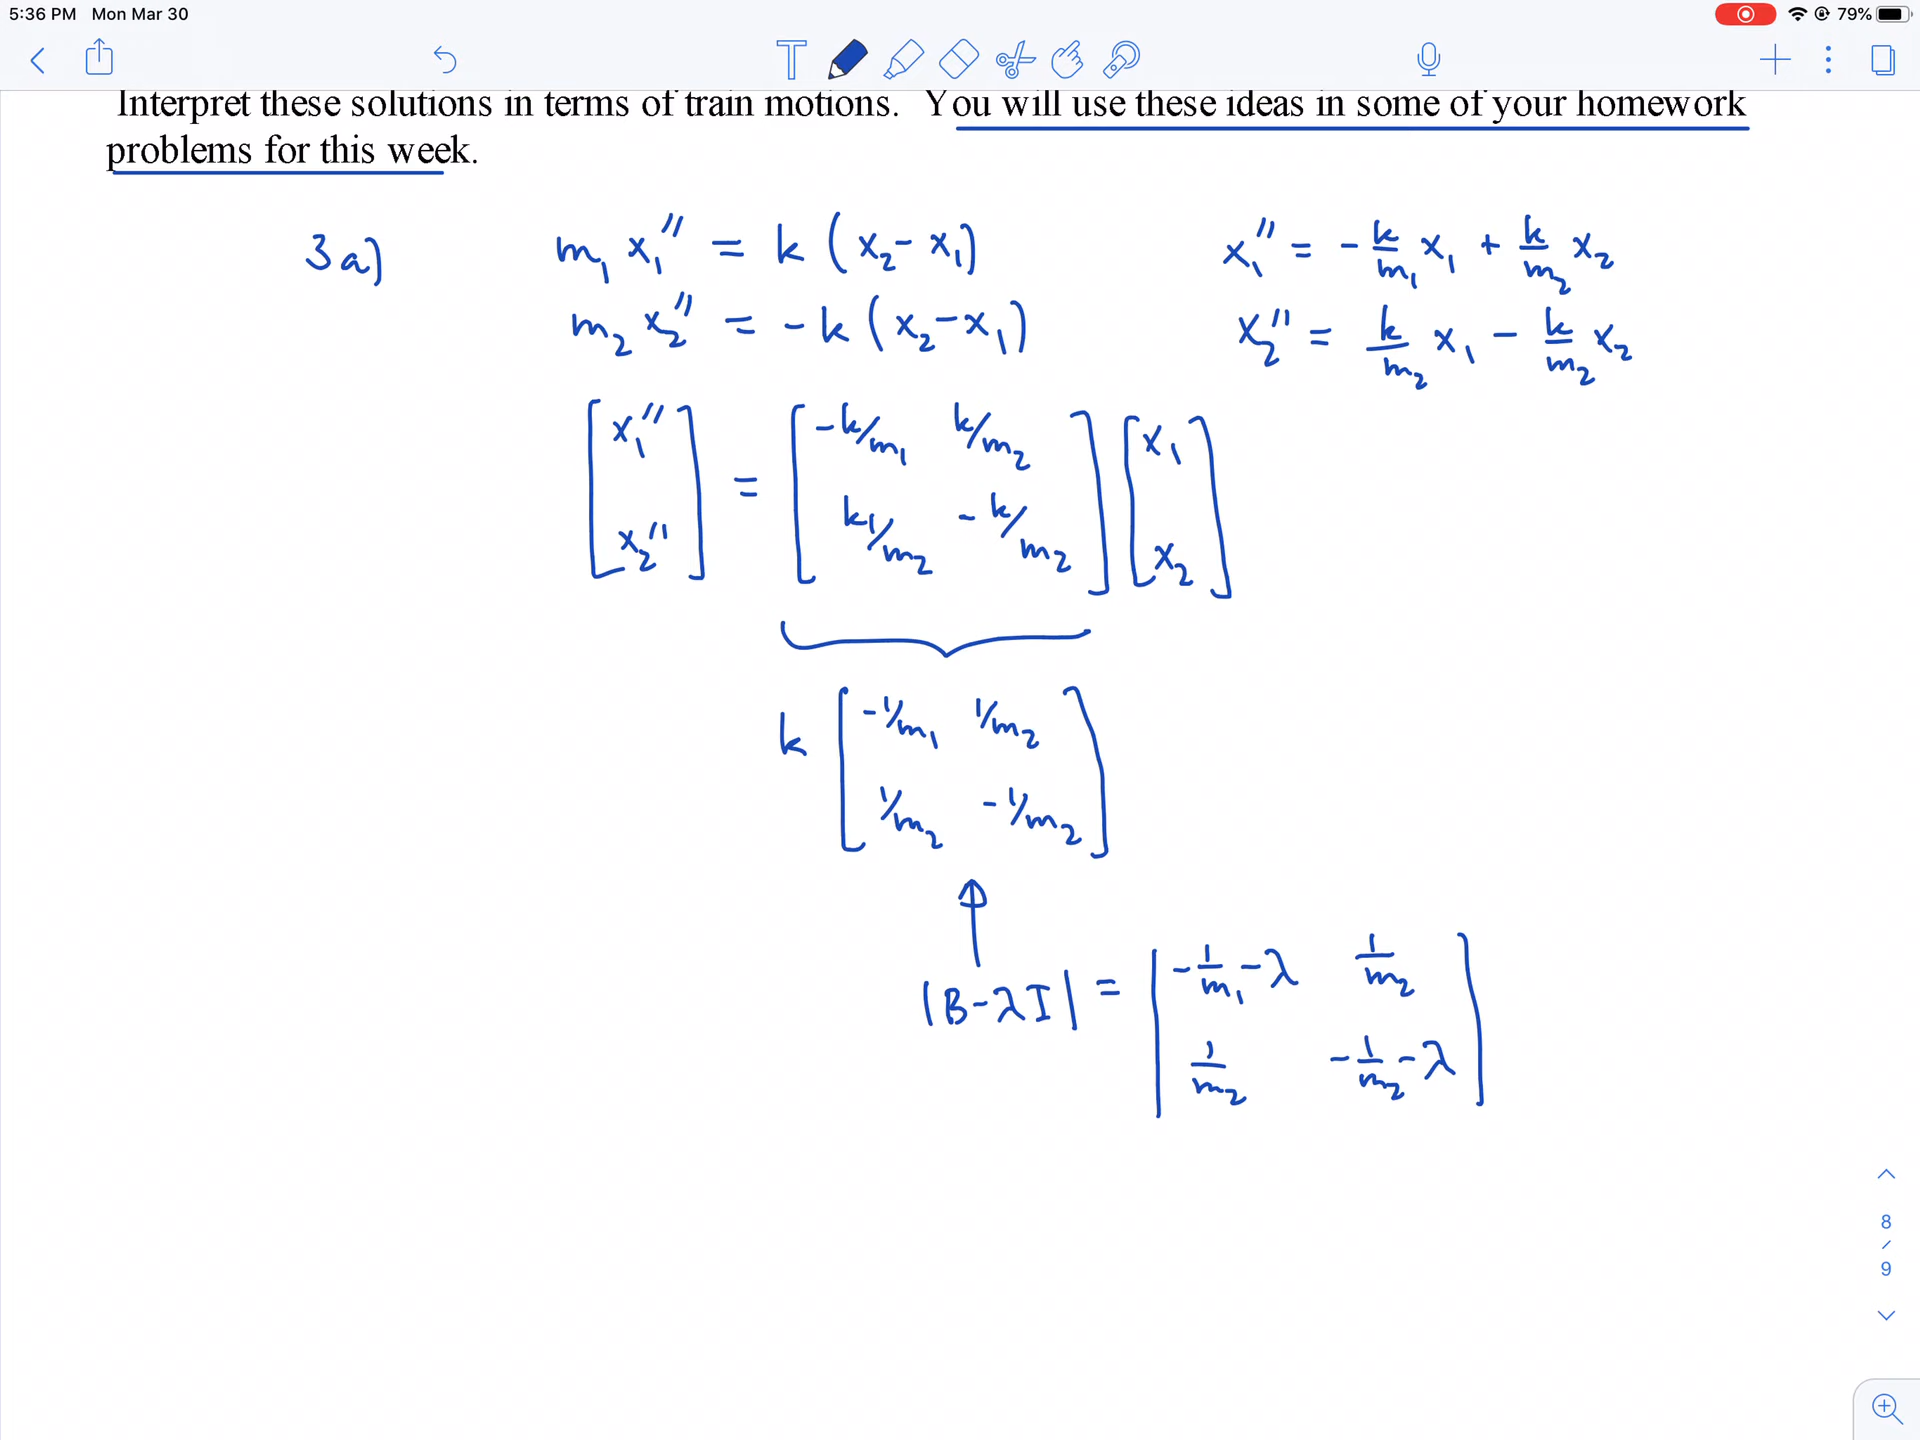 5:36 PM Mon Mar 30
79%
T
Interpret these solutions in terms of train motions. You will use these ideas in some of your homework
problems for this week.
3a) m₁ x₁'' = k (x₂ - x₁) x₁'' = - k/m₁ x₁ + k/m₂ x₂
m₂ x₂'' = -k (x₂ - x₁) x₂'' = k/m₂ x₁ - k/m₂ x₂
[x₁''] = [-k/m₁ k/m₂] [x₁]
[x₂''] [k1/m₂ -k/m₂] [x₂]
k [-1/m₁ 1/m₂]
[1/m₂ -1/m₂]
|B - λI| = |-1/m₁ - λ 1/m₂|
|1/m₂ -1/m₂ - λ|
8
/
9